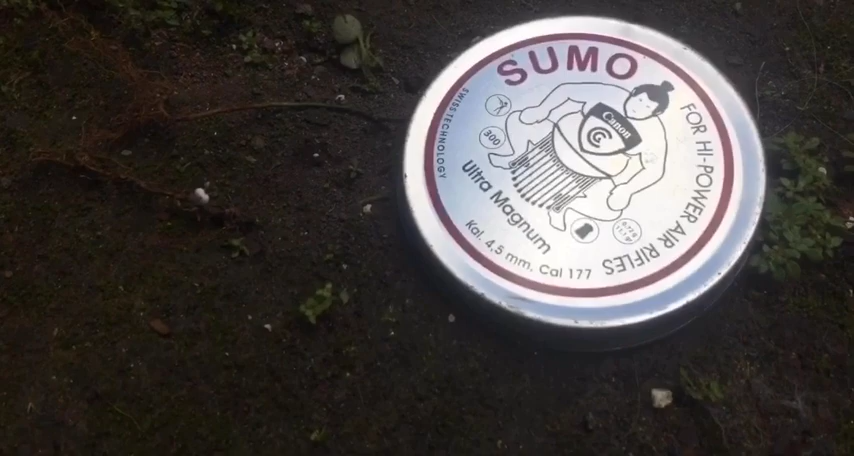 SUMO
FOR HI-POWER AIR RIFLES
SWISS TECHNOLOGY
Canon
300
Ultra Magnum
Kal. 4,5 mm, Cal 177